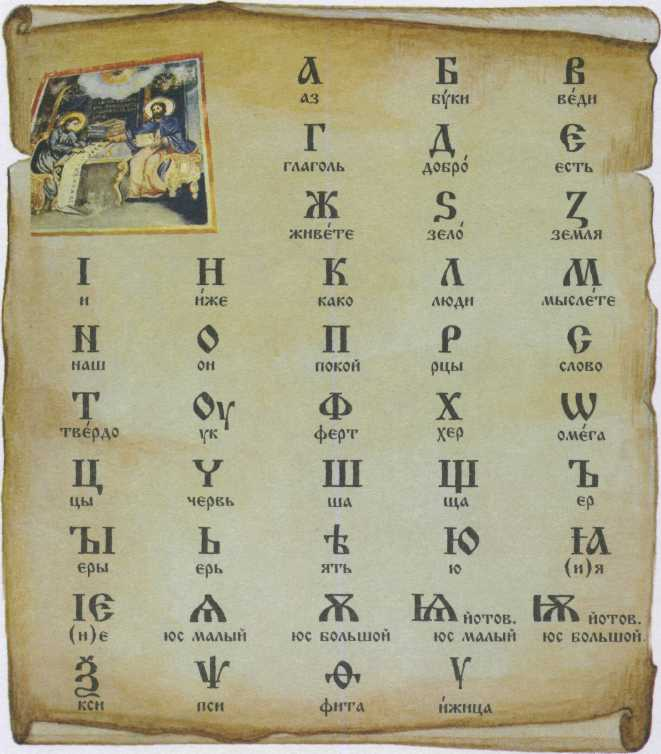 А Б В
аз бу́ки ве́ди
Г Д Є
глаголь добро́ єсть
Ж Ѕ Ꙁ
живе́те зело́ земля
І Н К Л М
и и́же како люди мысле́те
N О П Р С
наш он покой рцы слово
Т Оу Ф Х Ѡ
тве́рдо ук ферт хер оме́га
Ц Ч Ш Щ Ъ
цы червь ша ща ер
ЪІ Ь Ѣ Ю Ꙗ
еры ерь ять ю (и)я
Ѥ Ѧ Ѫ Ѩ йотов. Ѭ йотов.
(и)е юс малый юс большой юс малый юс большой
Ѯ Ѱ Ѳ Ѵ
кси пси фита и́жица